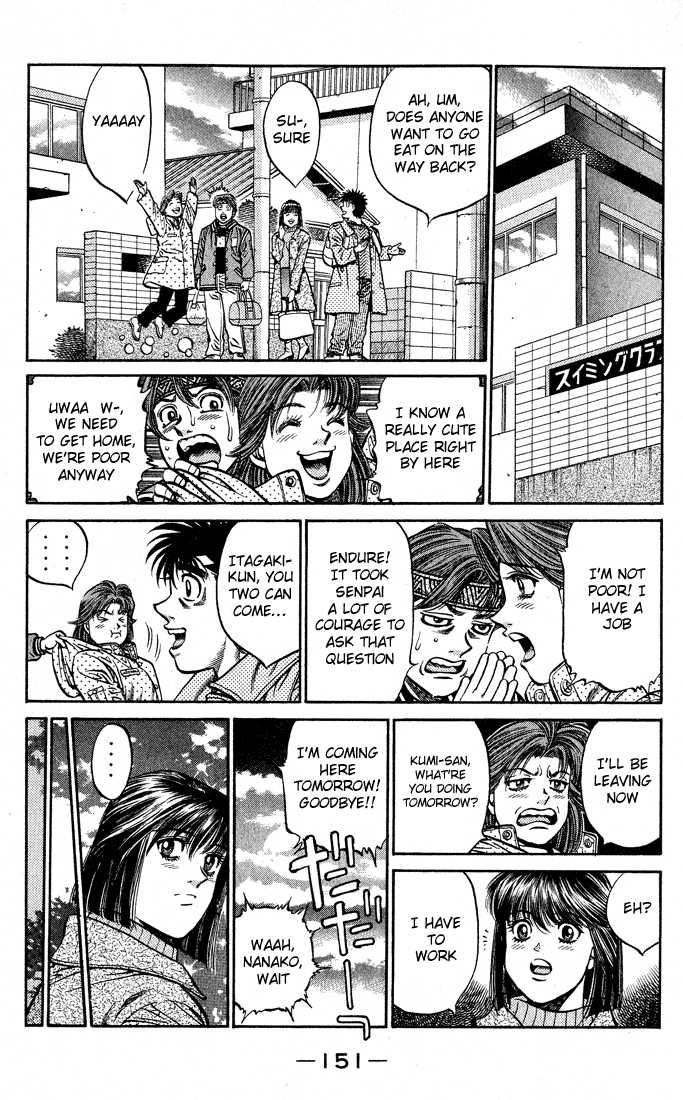 スイミングクラ
AH, UM,
DOES ANYONE
WANT TO GO
EAT ON THE
WAY BACK?
SU-,
SURE
YAAAAY
I KNOW A
REALLY CUTE
PLACE RIGHT
BY HERE
UWAA W-,
WE NEED
TO GET HOME,
WE'RE POOR
ANYWAY
I'M NOT
POOR! I
HAVE A
JOB
ENDURE!
IT TOOK
SENPAI
A LOT OF
COURAGE TO
ASK THAT
QUESTION
ITAGAKI-
KUN, YOU
TWO CAN
COME...
....
....
I'LL BE
LEAVING
NOW
KUMI-SAN,
WHAT'RE
YOU DOING
TOMORROW?
EH?
I HAVE
TO
WORK
I'M COMING
HERE
TOMORROW!
GOODBYE!!
WAAH,
NANAKO,
WAIT
....
—151—